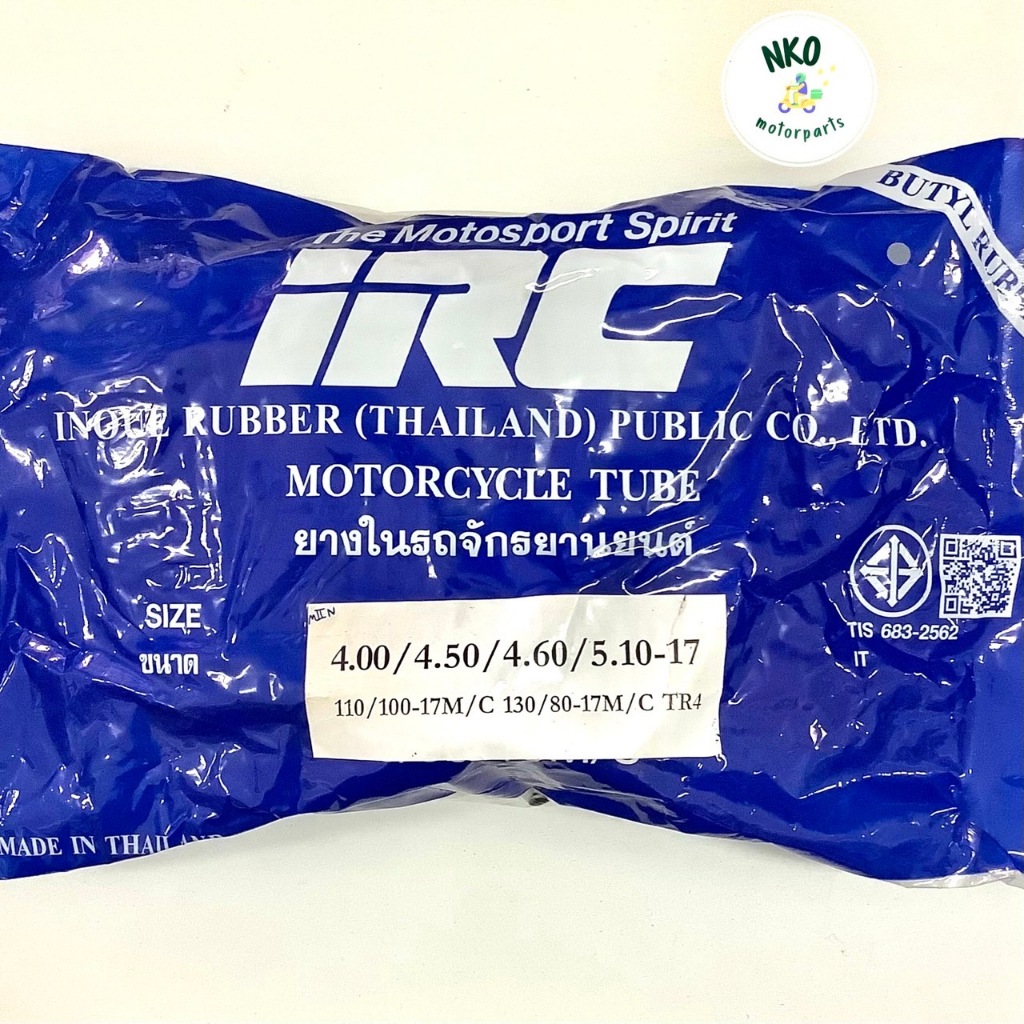 NKO
motorparts
BUTYL RUBB
The Motosport Spirit
IRC
INOUE RUBBER (THAILAND) PUBLIC CO., LTD.
MOTORCYCLE TUBE
ยางในรถจักรยานยนต์
SIZE
ขนาด
4.00/4.50/4.60/5.10-17
110/100-17M/C 130/80-17M/C TR4
TIS 683-2562
IT
MADE IN THAILAND